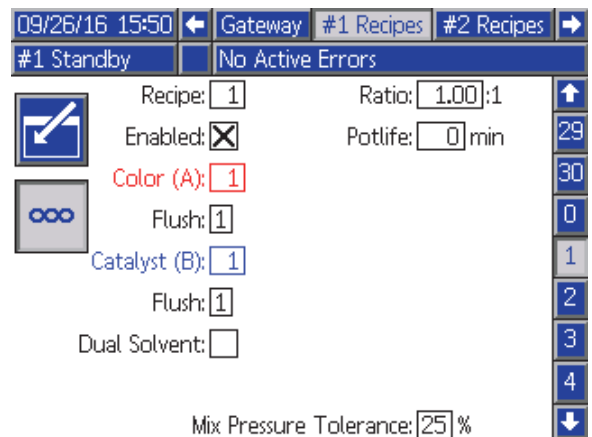 09/26/16 15:50 Gateway #1 Recipes #2 Recipes
#1 Standby No Active Errors
Recipe: 1 Ratio: 1.00 :1
Enabled: Potlife: 0 min
Color (A): 1
Flush: 1
Catalyst (B): 1
Flush: 1
Dual Solvent:
Mix Pressure Tolerance: 25 %
29
30
0
1
2
3
4